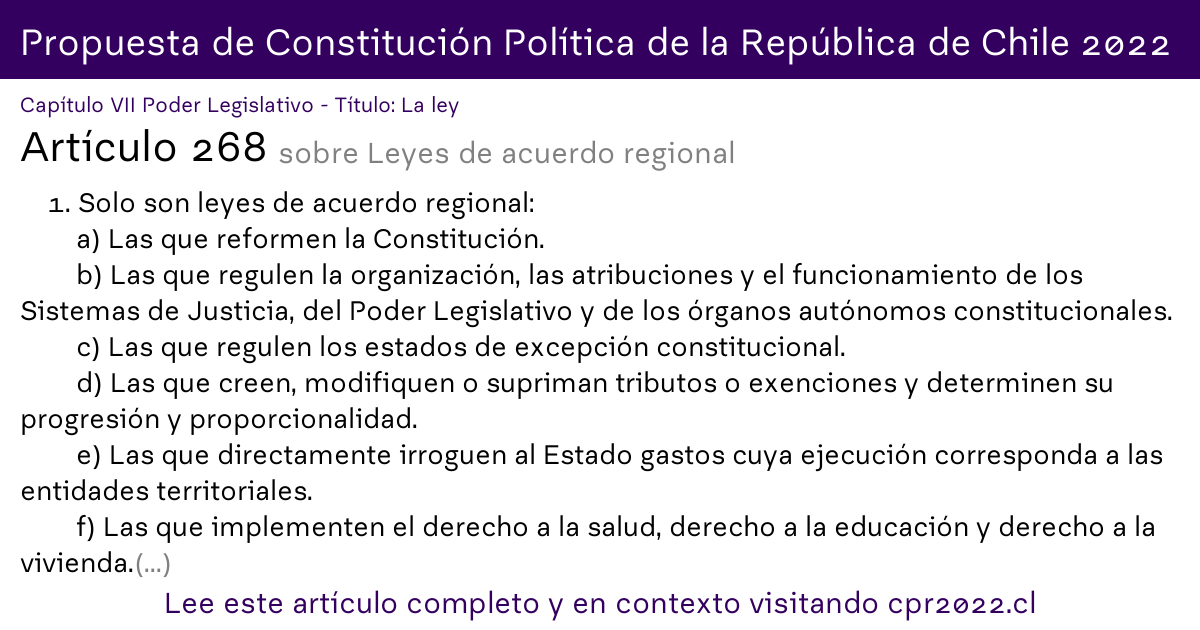 Propuesta de Constitución Política de la República de Chile 2022
Capítulo VII Poder Legislativo - Título: La ley
Artículo 268 sobre Leyes de acuerdo regional
1. Solo son leyes de acuerdo regional:
a) Las que reformen la Constitución.
b) Las que regulen la organización, las atribuciones y el funcionamiento de los
Sistemas de Justicia, del Poder Legislativo y de los órganos autónomos constitucionales.
c) Las que regulen los estados de excepción constitucional.
d) Las que creen, modifiquen o supriman tributos o exenciones y determinen su
progresión y proporcionalidad.
e) Las que directamente irroguen al Estado gastos cuya ejecución corresponda a las
entidades territoriales.
f) Las que implementen el derecho a la salud, derecho a la educación y derecho a la
vivienda.(...)
Lee este artículo completo y en contexto visitando cpr2022.cl